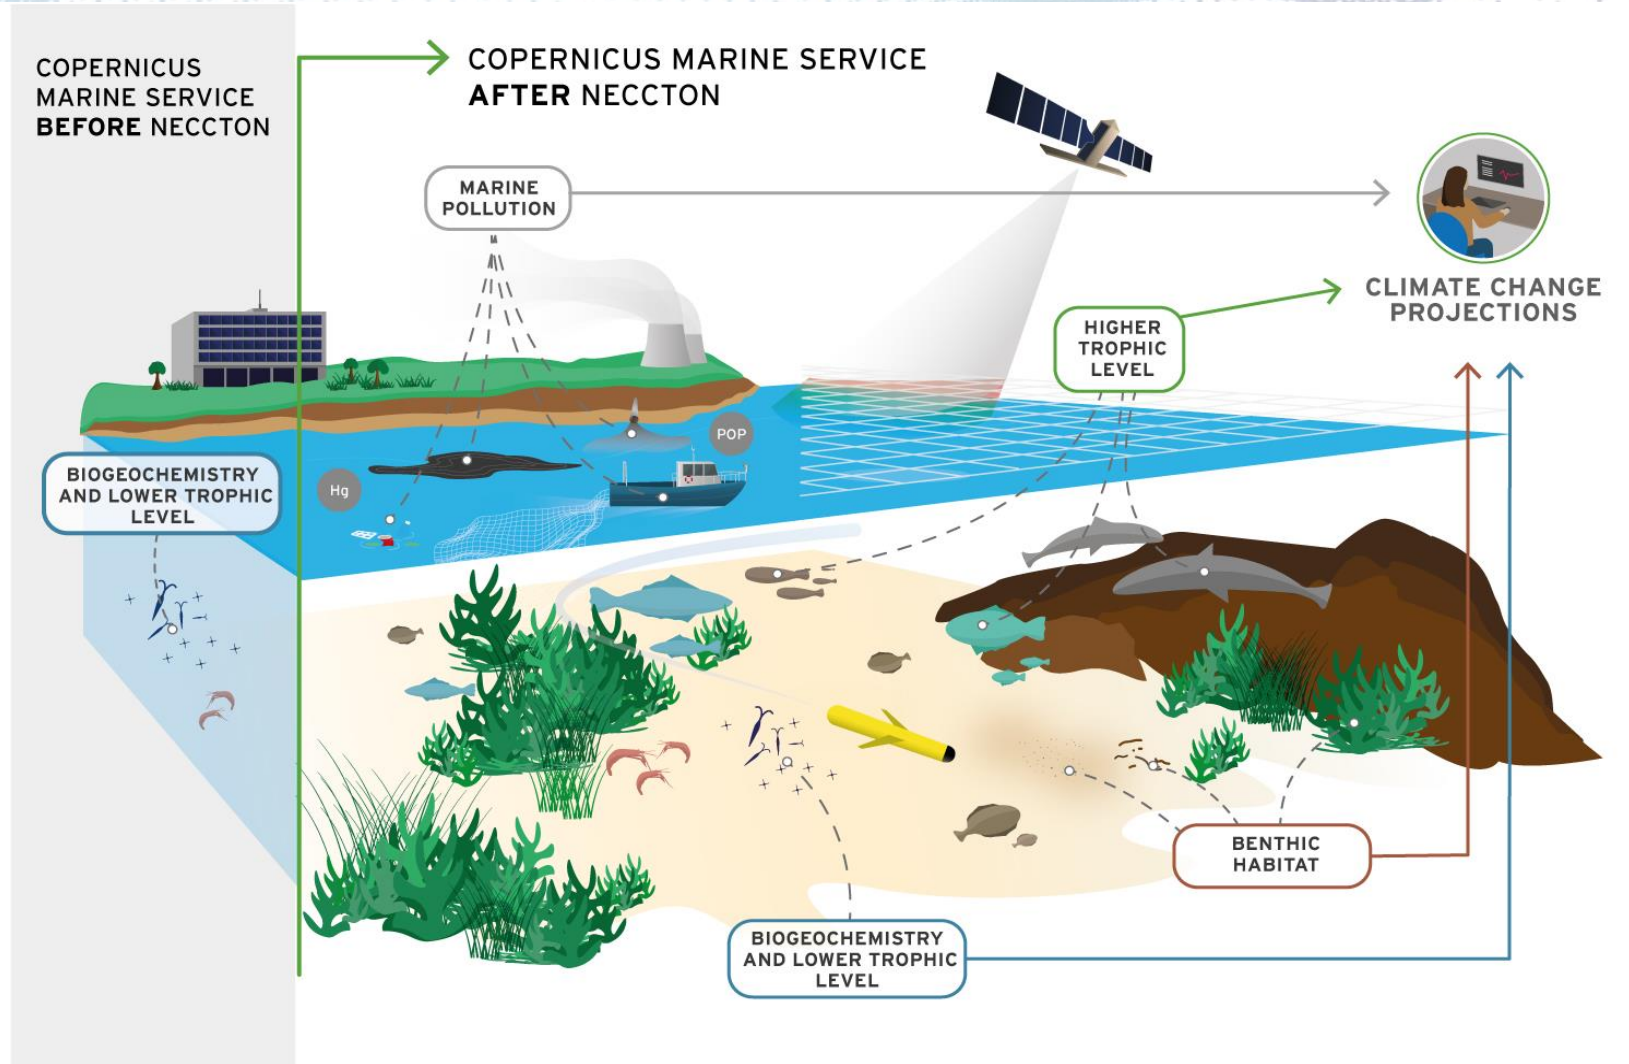 COPERNICUS
MARINE SERVICE
BEFORE NECCTON
COPERNICUS MARINE SERVICE
AFTER NECCTON
MARINE
POLLUTION
CLIMATE CHANGE
PROJECTIONS
HIGHER
TROPHIC
LEVEL
POP
Hg
BIOGEOCHEMISTRY
AND LOWER TROPHIC
LEVEL
BENTHIC
HABITAT
BIOGEOCHEMISTRY
AND LOWER TROPHIC
LEVEL